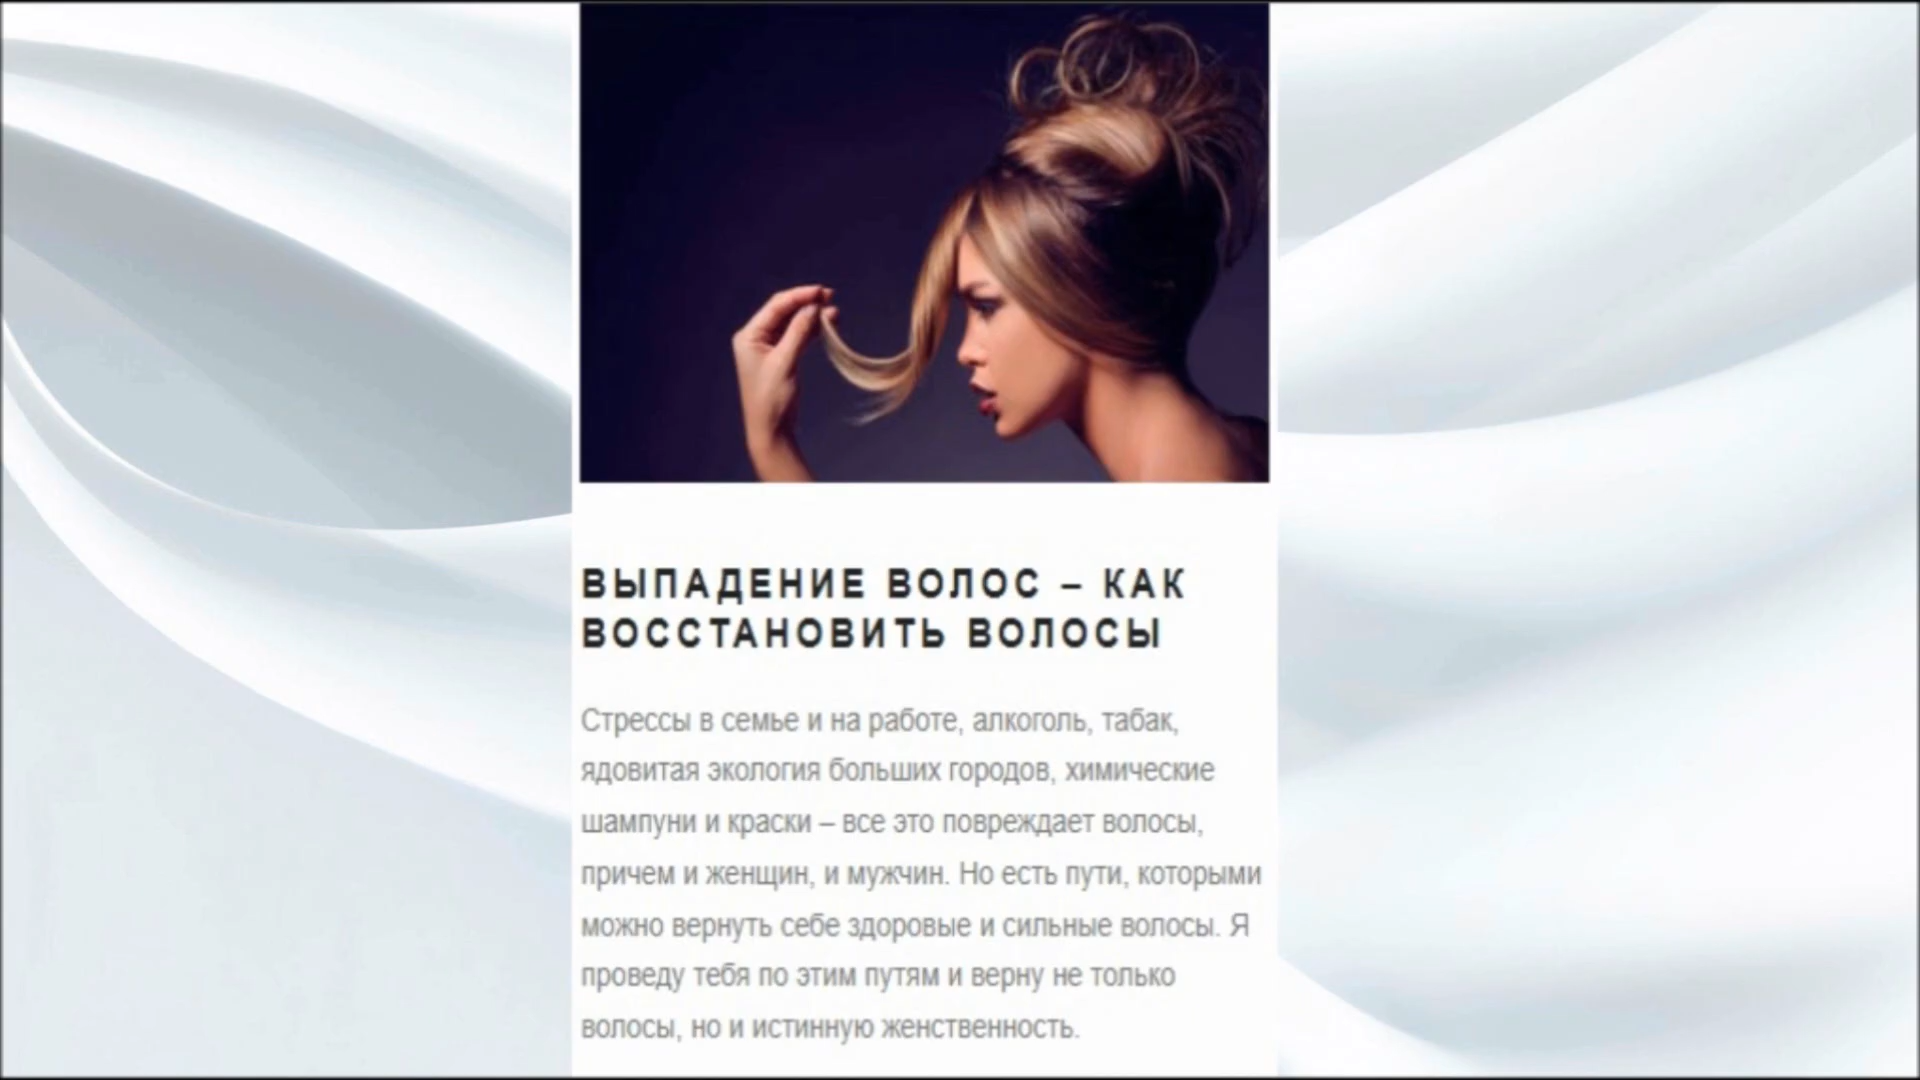 ВЫПАДЕНИЕ ВОЛОС – КАК
ВОССТАНОВИТЬ ВОЛОСЫ
Стрессы в семье и на работе, алкоголь, табак,
ядовитая экология больших городов, химические
шампуни и краски – все это повреждает волосы,
причем и женщин, и мужчин. Но есть пути, которыми
можно вернуть себе здоровые и сильные волосы. Я
проведу тебя по этим путям и верну не только
волосы, но и истинную женственность.